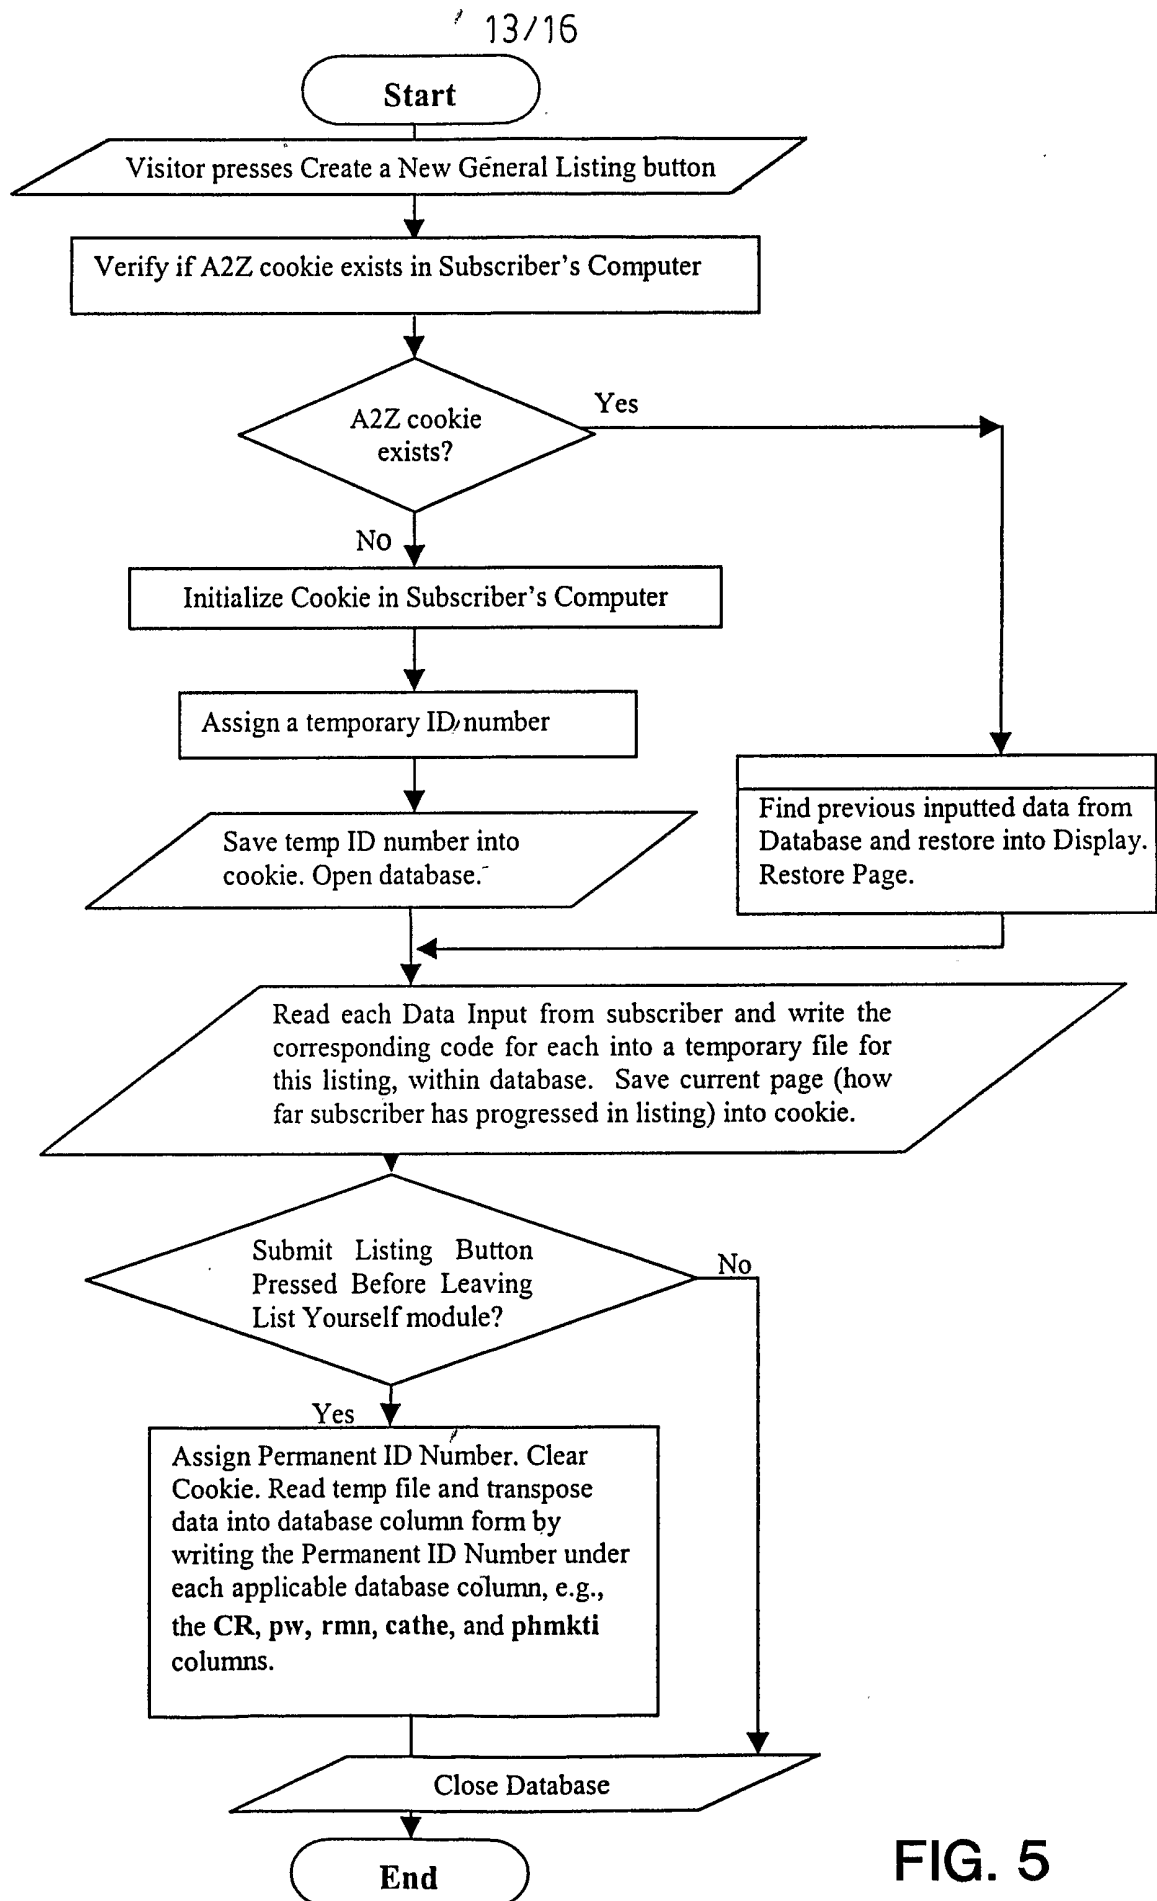 13/16
Start
Visitor presses Create a New General Listing button
Verify if A2Z cookie exists in Subscriber's Computer
A2Z cookie
exists?
Yes
No
Initialize Cookie in Subscriber's Computer
Assign a temporary ID number
Save temp ID number into
cookie. Open database.
Find previous inputted data from
Database and restore into Display.
Restore Page.
Read each Data Input from subscriber and write the
corresponding code for each into a temporary file for
this listing, within database. Save current page (how
far subscriber has progressed in listing) into cookie.
Submit Listing Button
Pressed Before Leaving
List Yourself module?
No
Yes
Assign Permanent ID Number. Clear
Cookie. Read temp file and transpose
data into database column form by
writing the Permanent ID Number under
each applicable database column, e.g.,
the CR, pw, rmn, cathe, and phmkti
columns.
Close Database
End
FIG. 5